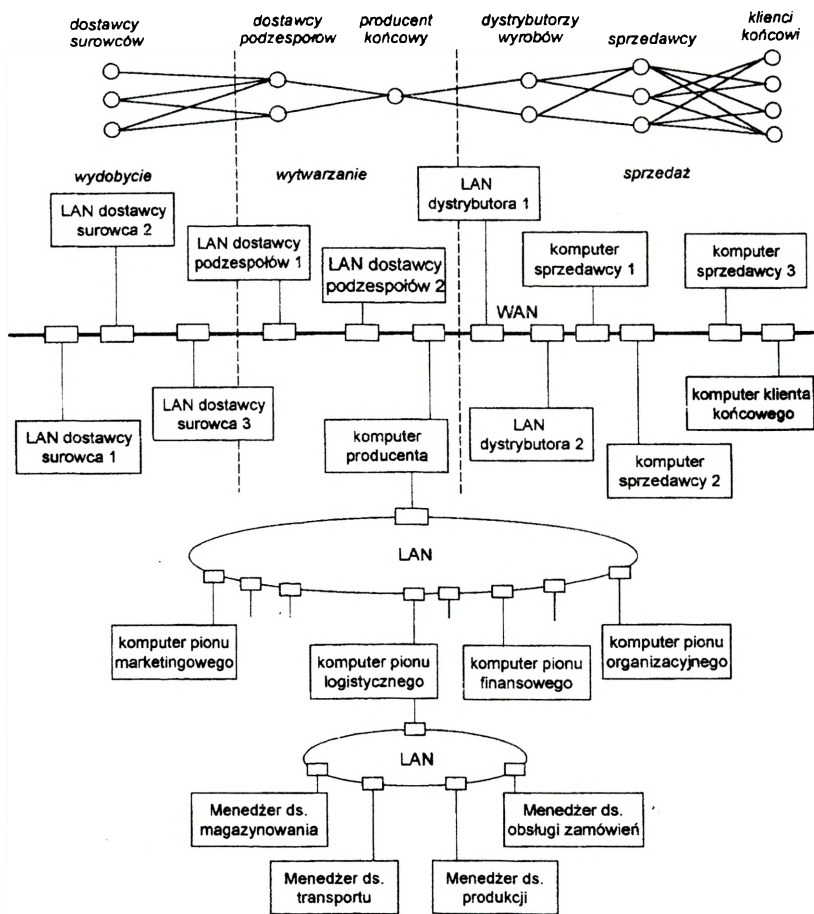 dostawcy
surowców
dostawcy
podzesporow
producent
końcowy
dystrybutorzy
wyrobów
sprzedawcy
klienci
końcowi
wydobycie
wytwarzanie
sprzedaż
LAN dostawcy
surowca 2
LAN dostawcy
podzespołów 1
LAN dostawcy
podzespołów 2
LAN
dystrybutora 1
komputer
sprzedawcy 1
komputer
sprzedawcy 3
WAN
LAN dostawcy
surowca 1
LAN dostawcy
surowca 3
komputer
producenta
LAN
dystrybutora 2
komputer
sprzedawcy 2
komputer klienta
końcowego
LAN
komputer pionu
marketingowego
komputer pionu
logistycznego
komputer pionu
finansowego
komputer pionu
organizacyjnego
LAN
Menedżer ds.
magazynowania
Menedżer ds.
transportu
Menedżer ds.
produkcji
Menedżer ds.
obsługi zamówień